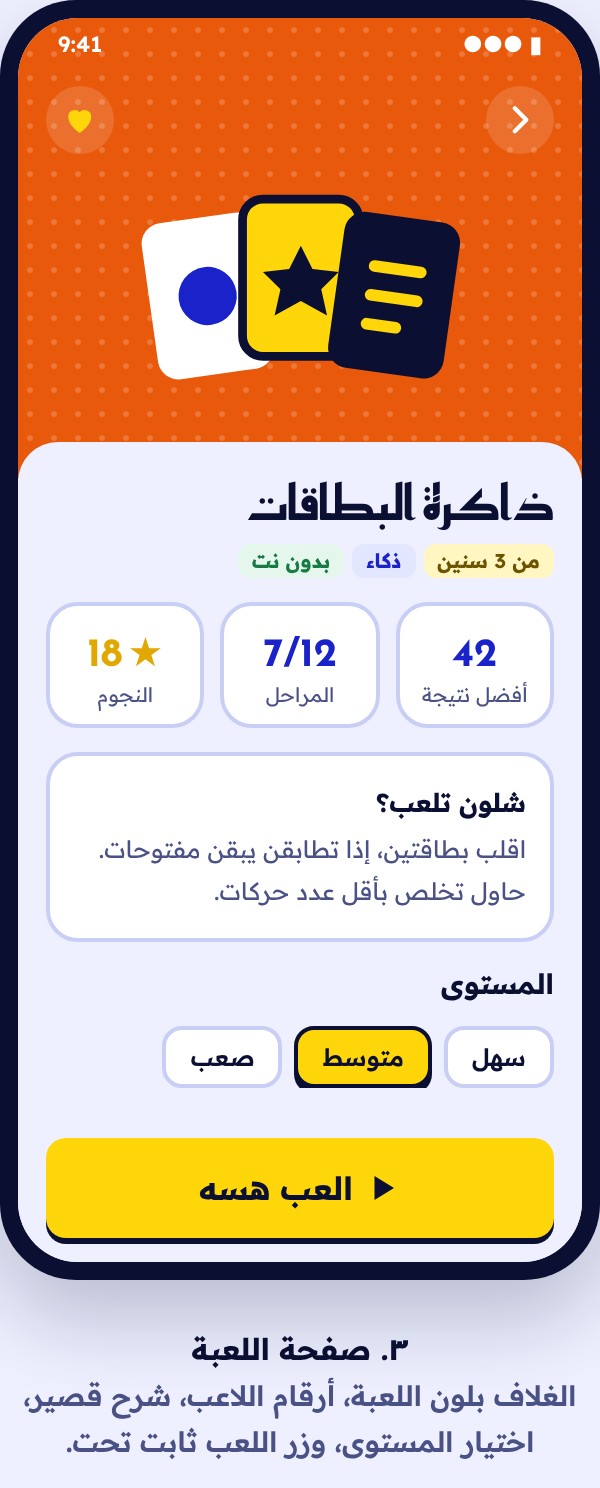 9:41
ذاكرة البطاقات
من 3 سنين
ذكاء
بدون نت
42
أفضل نتيجة
7/12
المراحل
★ 18
النجوم
شلون تلعب؟
اقلب بطاقتين، إذا تطابقن يبقن مفتوحات.
حاول تخلص بأقل عدد حركات.
المستوى
سهل
متوسط
صعب
العب هسه
٣. صفحة اللعبة
الغلاف بلون اللعبة، أرقام اللاعب، شرح قصير،
اختيار المستوى، وزر اللعب ثابت تحت.